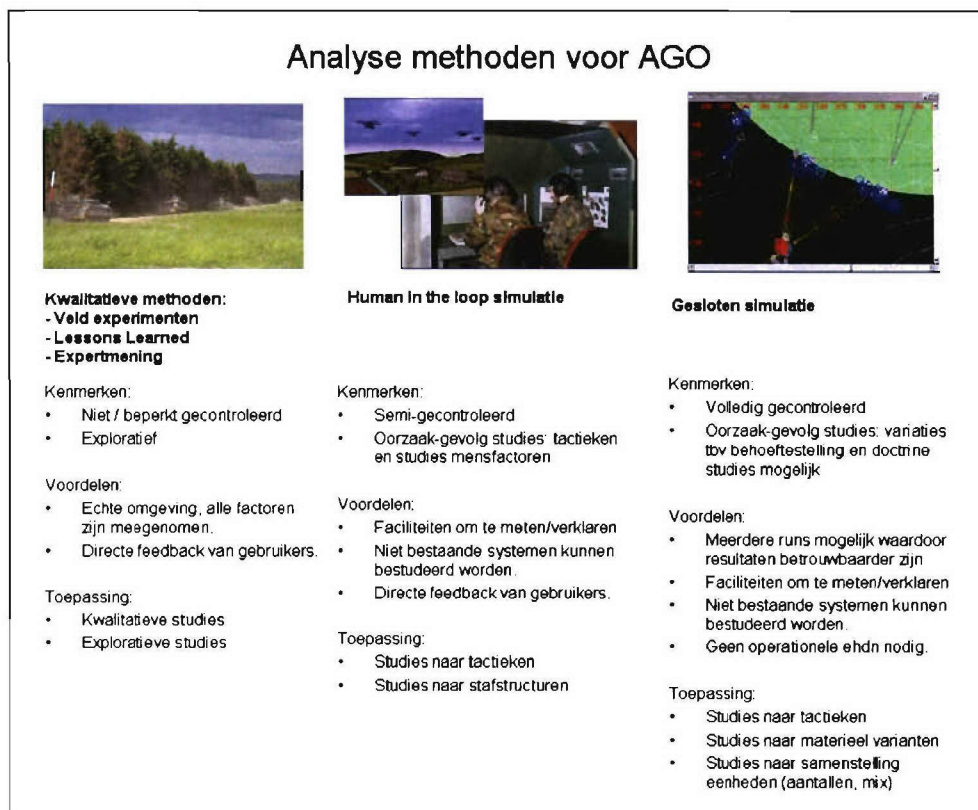 Analyse methoden voor AGO
Kwalitatieve methoden:
- Veld experimenten
- Lessons Learned
- Expertmening
Kenmerken:
• Niet / beperkt gecontroleerd
• Exploratief
Voordelen:
• Echte omgeving, alle factoren
zijn meegenomen.
• Directe feedback van gebruikers.
Toepassing:
• Kwalitatieve studies
• Exploratieve studies
Human in the loop simulatie
Kenmerken:
• Semi-gecontroleerd
• Oorzaak-gevolg studies: tactieken
en studies mensfactoren
Voordelen:
• Faciliteiten om te meten/verklaren
• Niet bestaande systemen kunnen
bestudeerd worden.
• Directe feedback van gebruikers.
Toepassing:
• Studies naar tactieken
• Studies naar stafstructuren
Gesloten simulatie
Kenmerken:
• Volledig gecontroleerd
• Oorzaak-gevolg studies: variaties
tbv behoeftestelling en doctrine
studies mogelijk
Voordelen:
• Meerdere runs mogelijk waardoor
resultaten betrouwbaarder zijn
• Faciliteiten om te meten/verklaren
• Niet bestaande systemen kunnen
bestudeerd worden.
• Geen operationele ehdn nodig.
Toepassing:
• Studies naar tactieken
• Studies naar materieel varianten
• Studies naar samenstelling
eenheden (aantallen, mix)